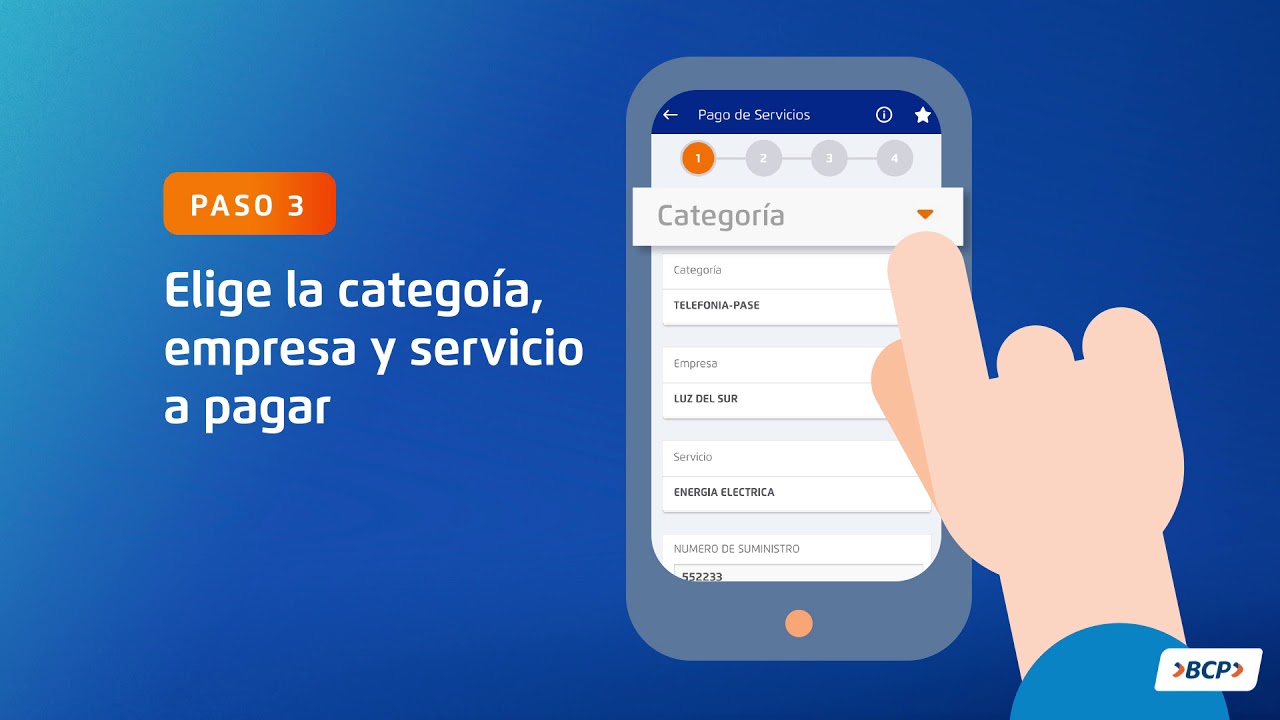 PASO 3
Elige la categoía,
empresa y servicio
a pagar
Pago de Servicios
1 2 3 4
Categoría
Categoría
TELEFONIA-PASE
Empresa
LUZ DEL SUR
Servicio
ENERGIA ELECTRICA
NUMERO DE SUMINISTRO
552233
BCP